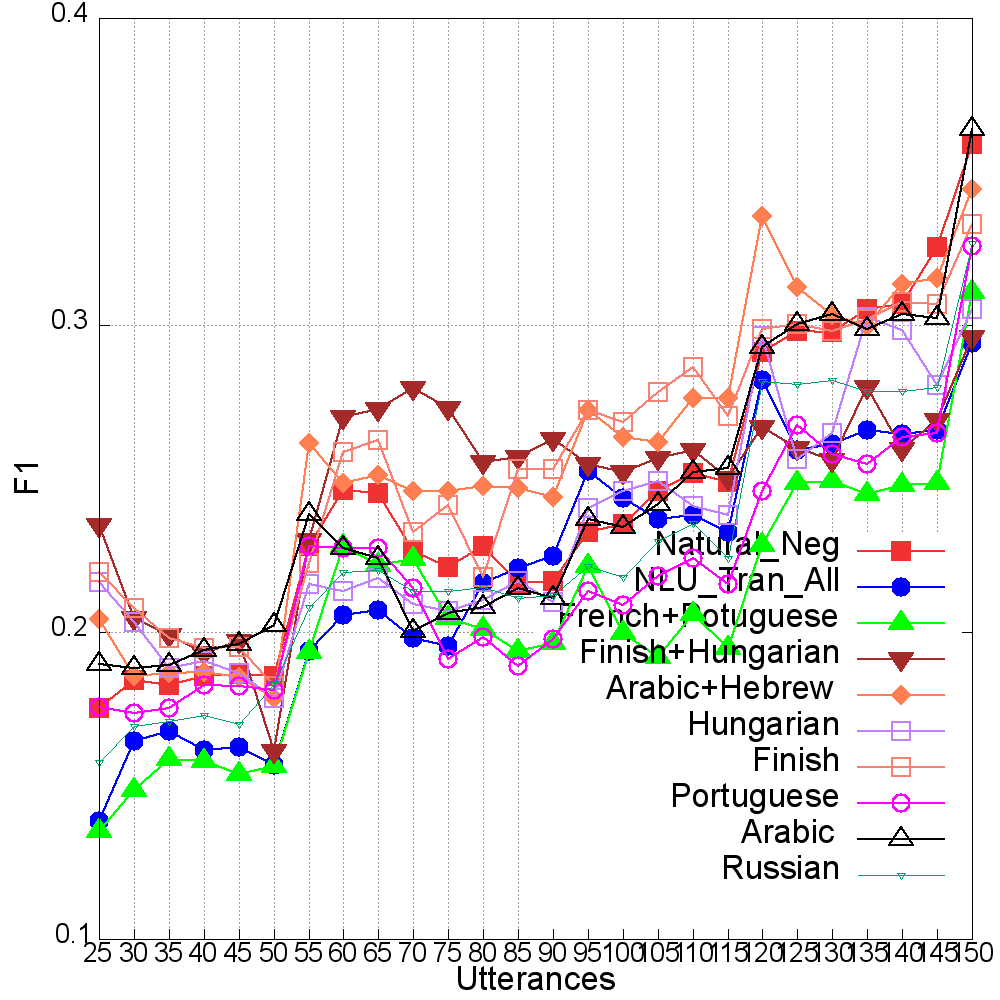 0.4
0.3
0.2
0.1
F1
Natural_Neg
NLU_Tran_All
French+Potuguese
Finish+Hungarian
Arabic+Hebrew
Hungarian
Finish
Portuguese
Arabic
Russian
25 30 35 40 45 50 55 60 65 70 75 80 85 90 95 100 105 110 115 120 125 130 135 140 145 150
Utterances